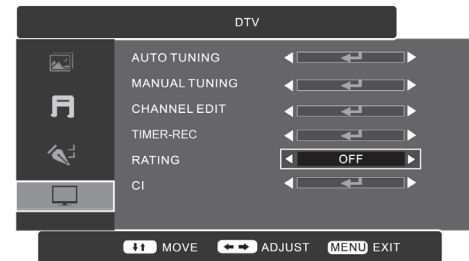 DTV
AUTO TUNING
MANUAL TUNING
CHANNEL EDIT
TIMER-REC
RATING OFF
CI
MOVE ADJUST MENU EXIT